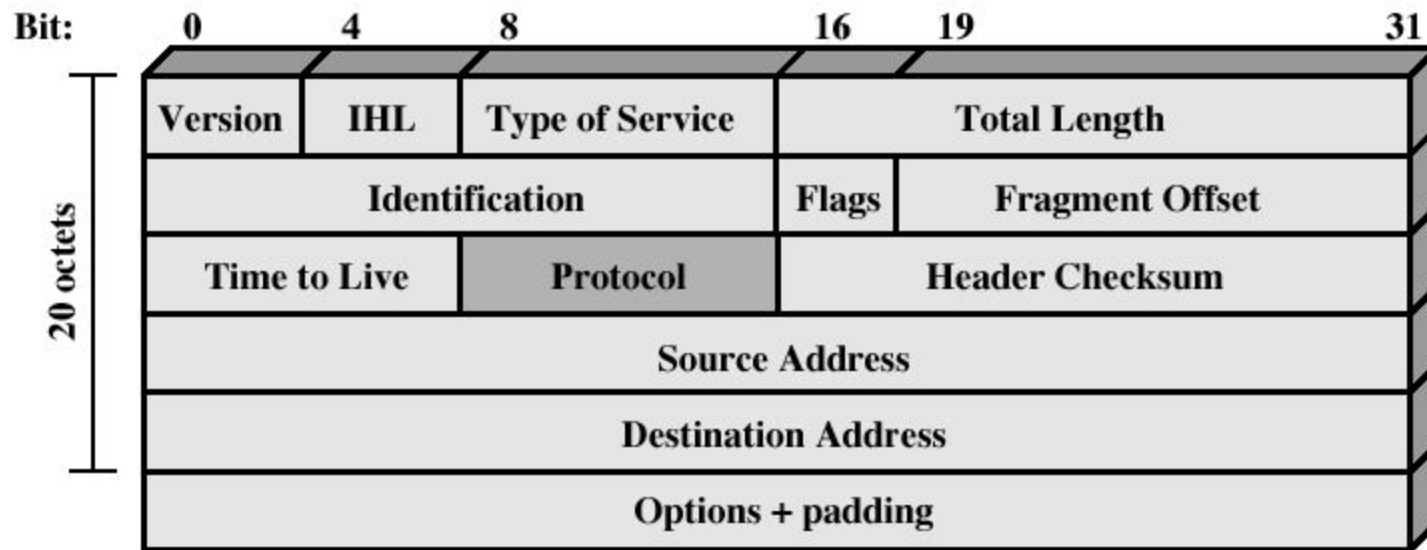 Bit: 0 4 8 16 19 31
Version IHL Type of Service Total Length
Identification Flags Fragment Offset
Time to Live Protocol Header Checksum
Source Address
Destination Address
Options + padding
20 octets